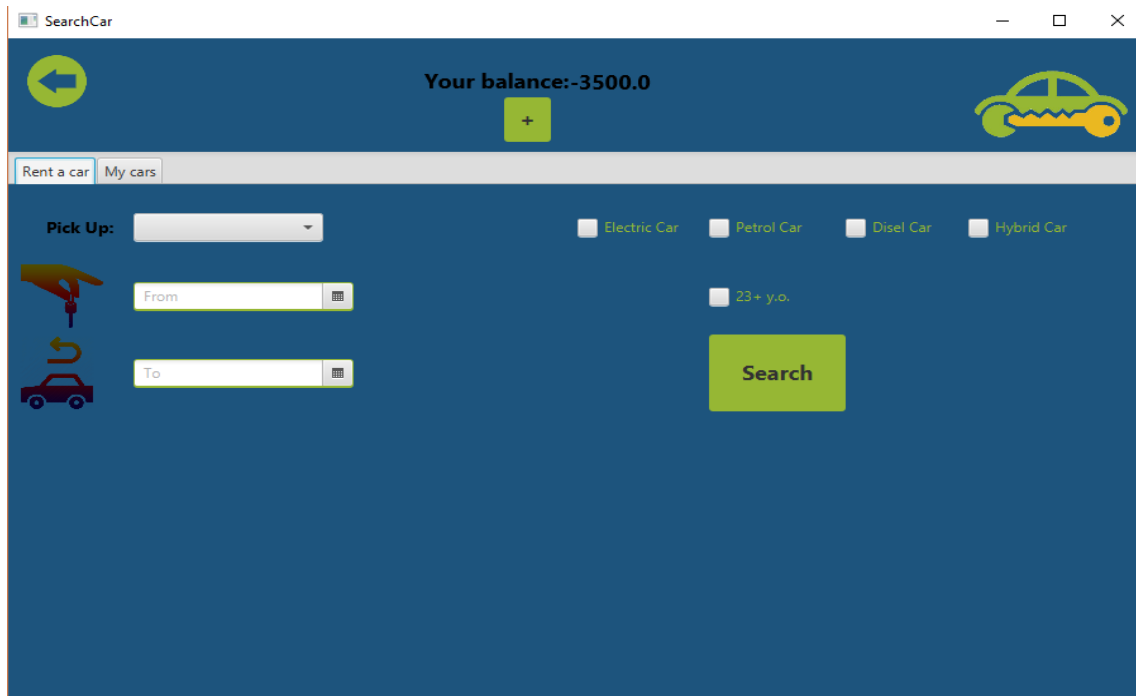 SearchCar
Your balance:-3500.0
+
Rent a car My cars
Pick Up: Electric Car Petrol Car Disel Car Hybrid Car
From 23+ y.o.
To Search